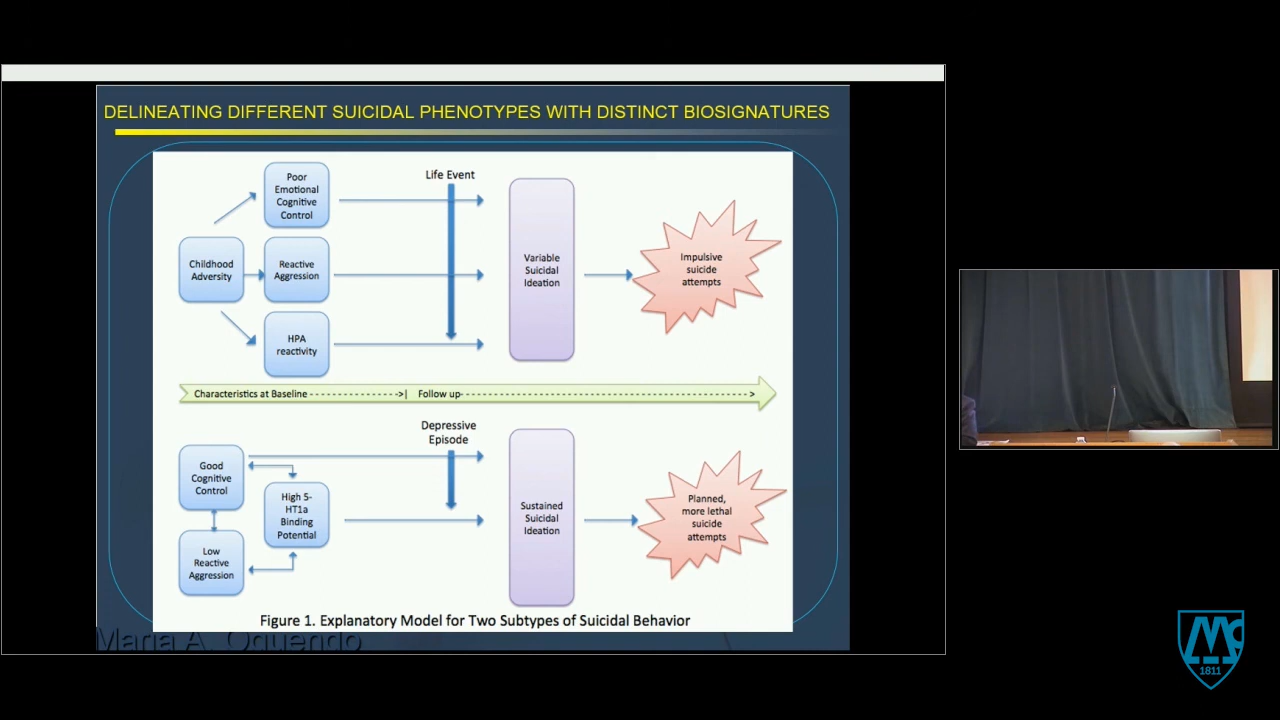 DELINEATING DIFFERENT SUICIDAL PHENOTYPES WITH DISTINCT BIOSIGNATURES
Poor
Emotional
Cognitive
Control
Life Event
Childhood
Adversity
Reactive
Aggression
HPA
reactivity
Variable
Suicidal
Ideation
Impulsive
suicide
attempts
Characteristics at Baseline - - - - - - - - - - - - - - - ->| Follow up- - - - - - - - - - - - - - - - - - - - - - - - - - - - - - - - - - - - - - - - - - - >
Depressive
Episode
Good
Cognitive
Control
High 5-
HT1a
Binding
Potential
Low
Reactive
Aggression
Sustained
Suicidal
Ideation
Planned,
more lethal
suicide
attempts
Figure 1. Explanatory Model for Two Subtypes of Suicidal Behavior
Maria A. Oquendo
Mc
1811